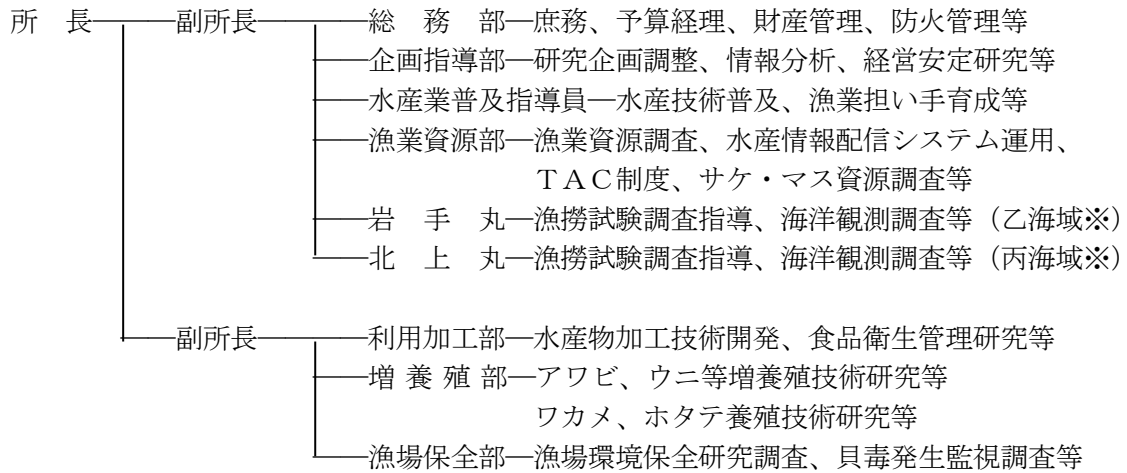 所　長―副所長―総　務　部―庶務、予算経理、財産管理、防火管理等
企画指導部―研究企画調整、情報分析、経営安定研究等
水産業普及指導員―水産技術普及、漁業担い手育成等
漁業資源部―漁業資源調査、水産情報配信システム運用、
ＴＡＣ制度、サケ・マス資源調査等
岩　手　丸―漁撈試験調査指導、海洋観測調査等（乙海域※）
北　上　丸―漁撈試験調査指導、海洋観測調査等（丙海域※）
副所長―利用加工部―水産物加工技術開発、食品衛生管理研究等
増 養 殖 部―アワビ、ウニ等増養殖技術研究等
ワカメ、ホタテ養殖技術研究等
漁場保全部―漁場環境保全研究調査、貝毒発生監視調査等